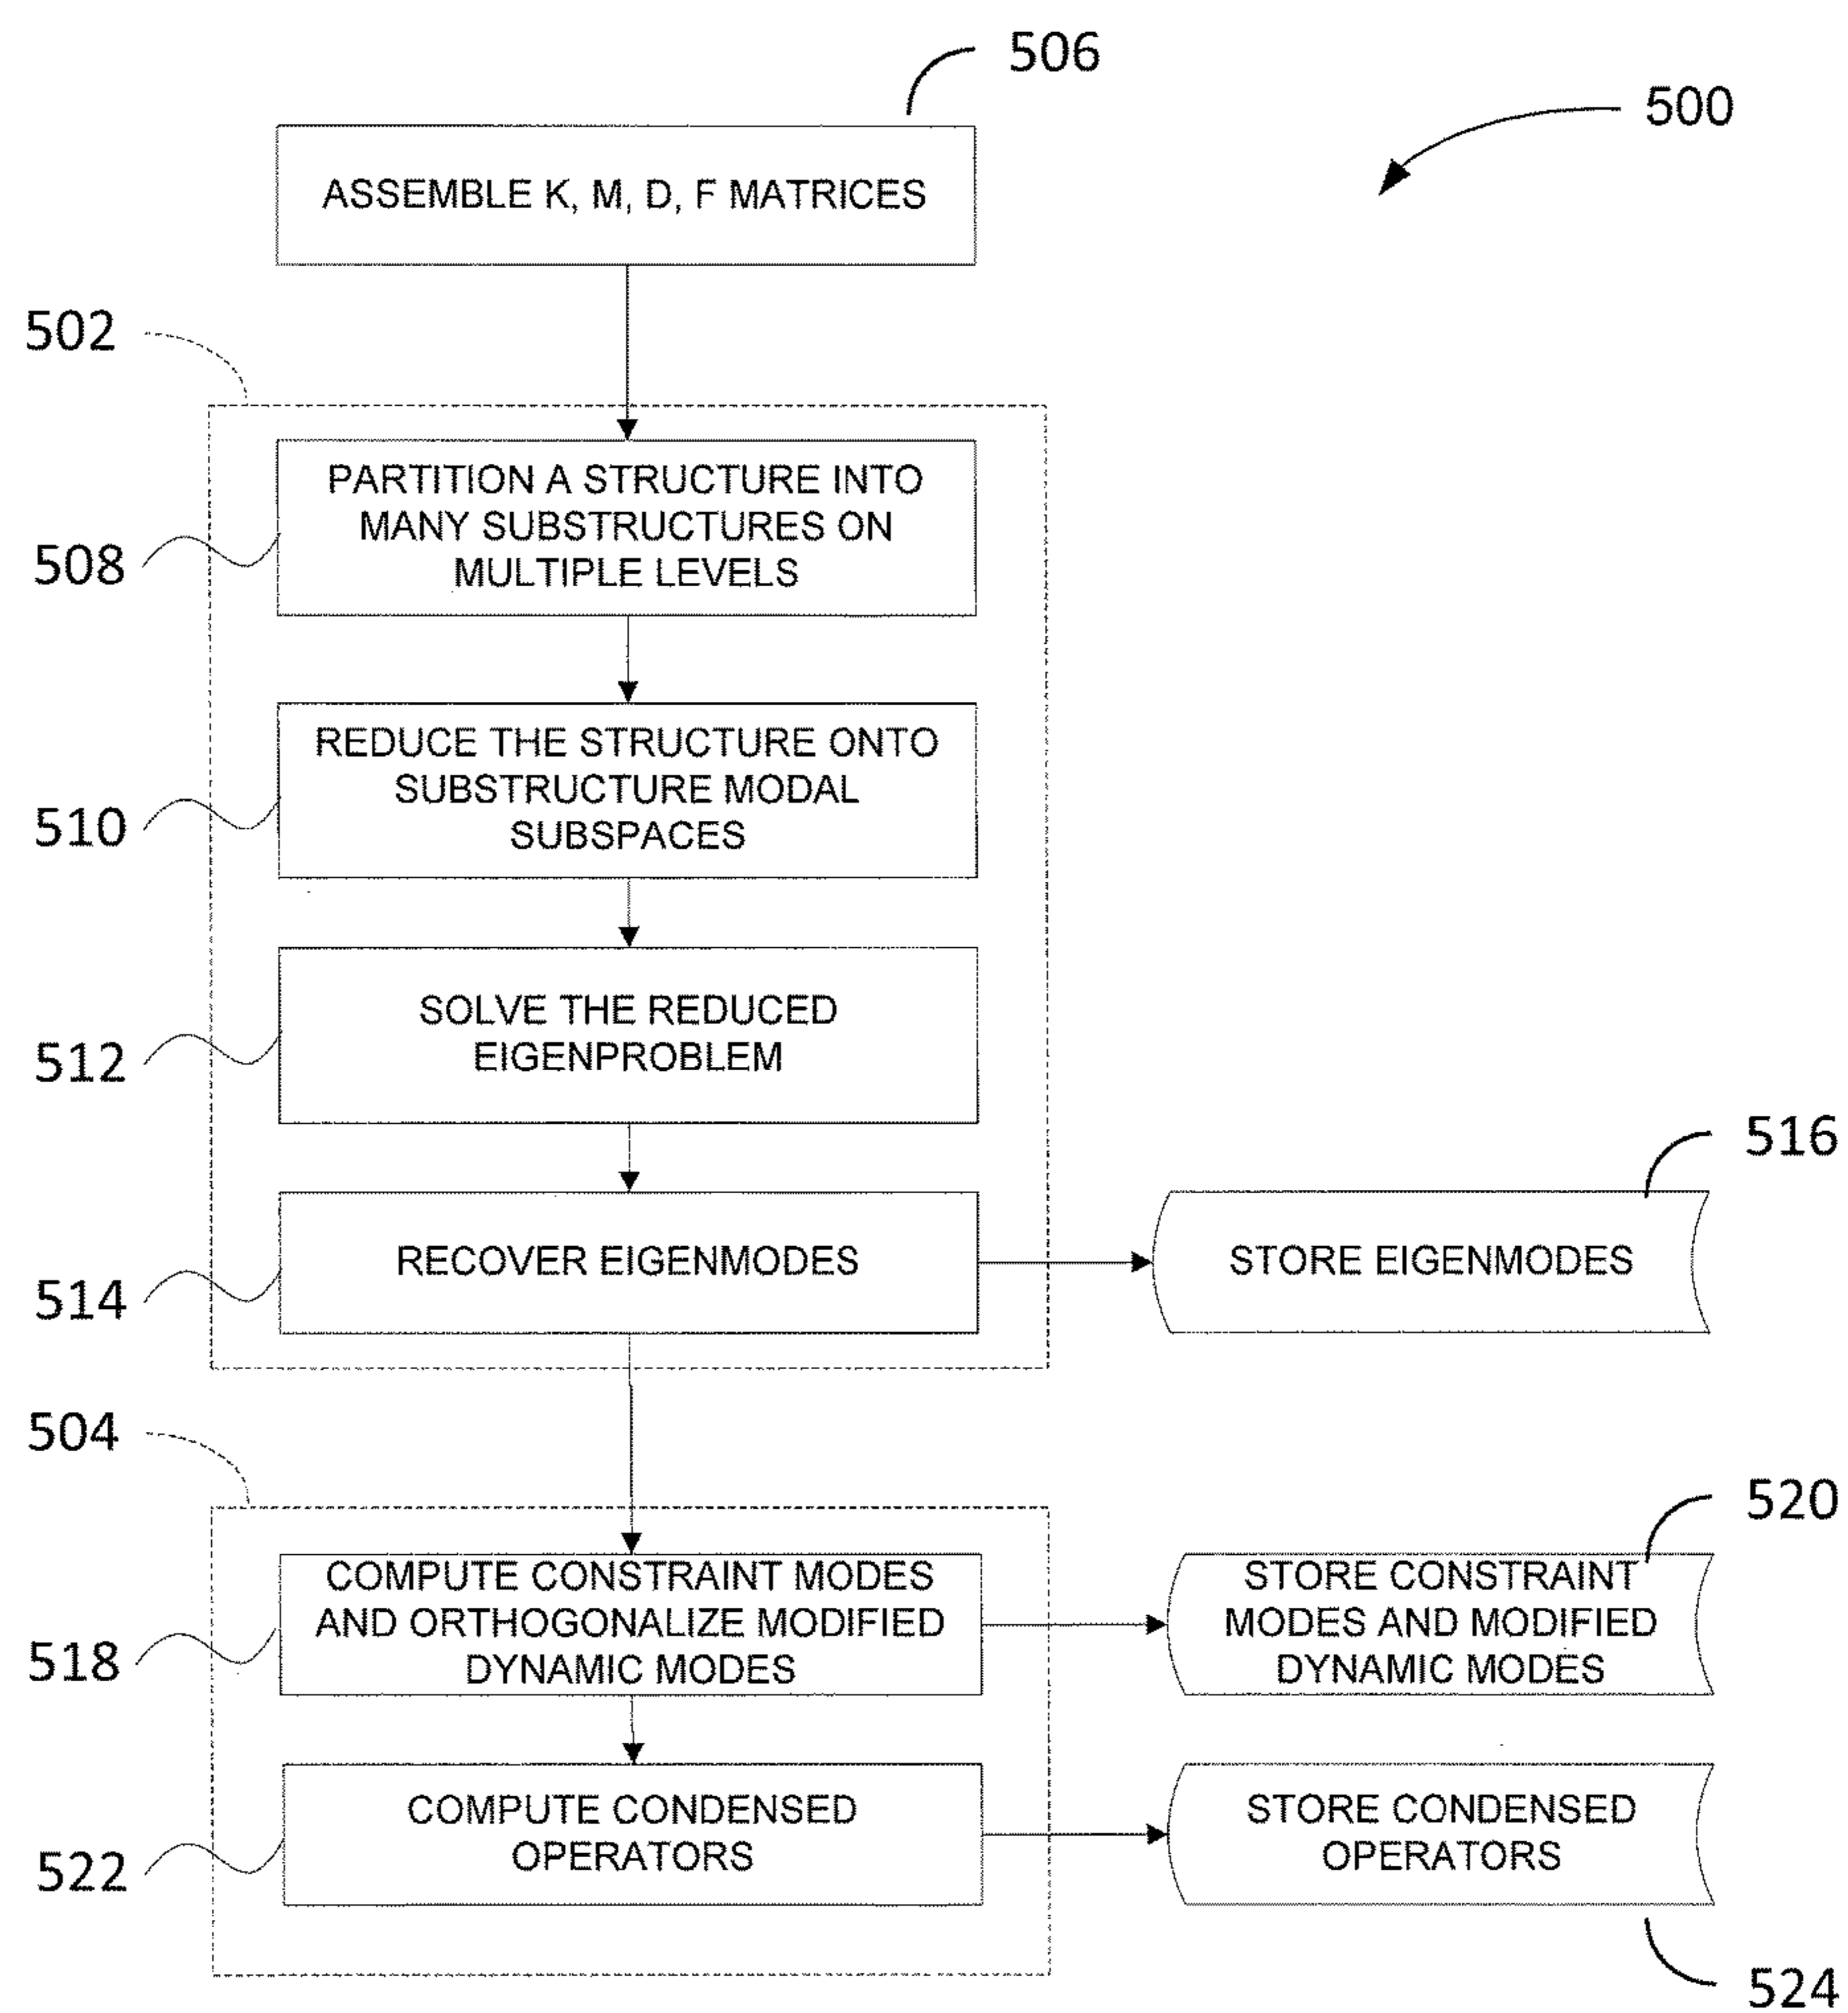 506
500
ASSEMBLE K, M, D, F MATRICES
502
PARTITION A STRUCTURE INTO
MANY SUBSTRUCTURES ON
MULTIPLE LEVELS
508
REDUCE THE STRUCTURE ONTO
SUBSTRUCTURE MODAL
SUBSPACES
510
SOLVE THE REDUCED
EIGENPROBLEM
512
516
RECOVER EIGENMODES
STORE EIGENMODES
514
504
520
COMPUTE CONSTRAINT MODES
AND ORTHOGONALIZE MODIFIED
DYNAMIC MODES
STORE CONSTRAINT
MODES AND MODIFIED
DYNAMIC MODES
518
COMPUTE CONDENSED
OPERATORS
STORE CONDENSED
OPERATORS
522
524